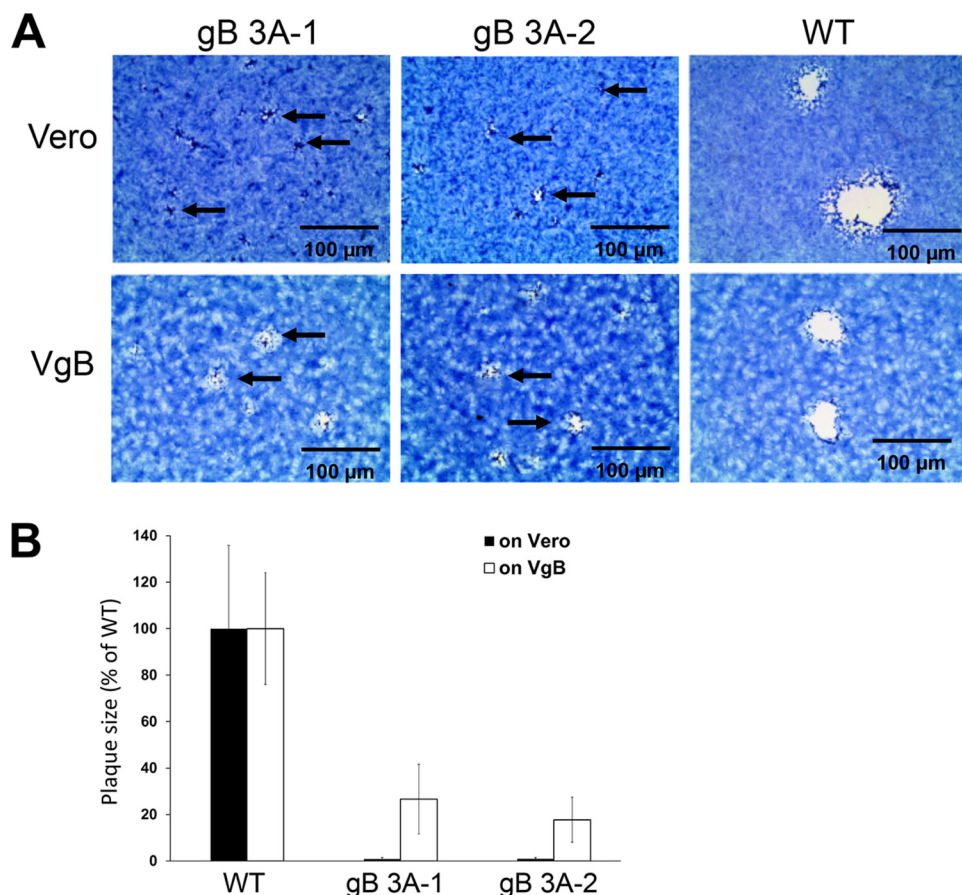 A
gB 3A-1 gB 3A-2 WT
Vero
100 µm 100 µm 100 µm
VgB
100 µm 100 µm 100 µm
B
Plaque size (% of WT)
140
120
100
80
60
40
20
0
on Vero
on VgB
WT gB 3A-1 gB 3A-2